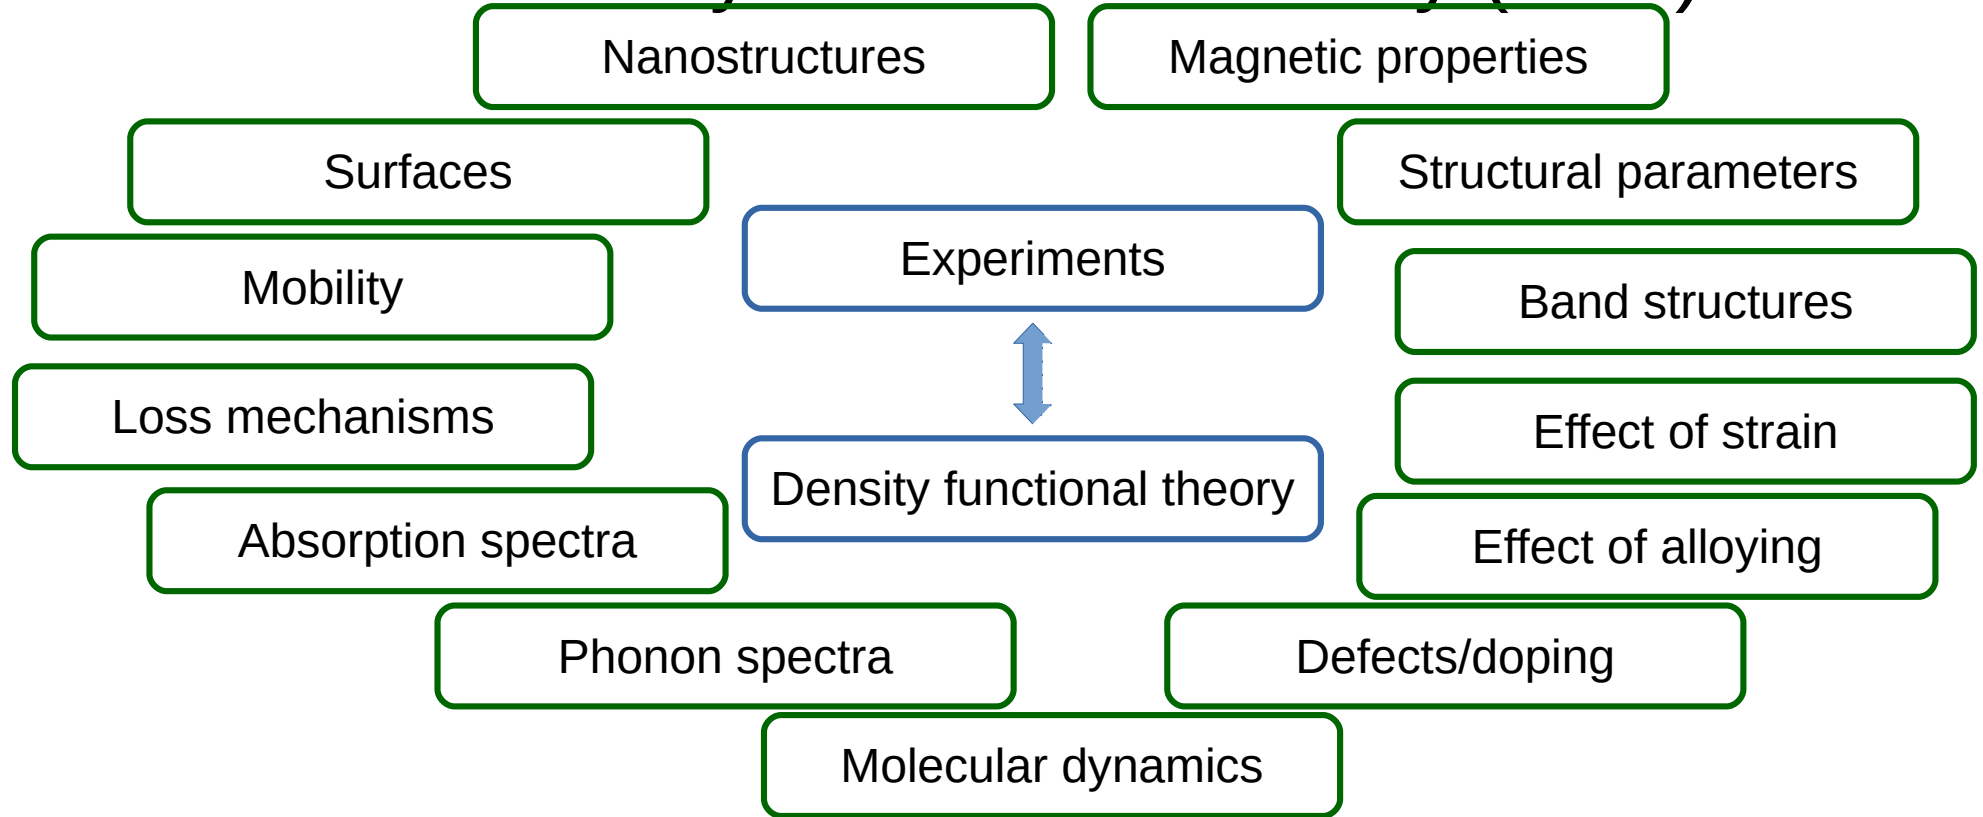 Nanostructures
Magnetic properties
Surfaces
Structural parameters
Experiments
Mobility
Band structures
Loss mechanisms
Effect of strain
Density functional theory
Absorption spectra
Effect of alloying
Phonon spectra
Defects/doping
Molecular dynamics